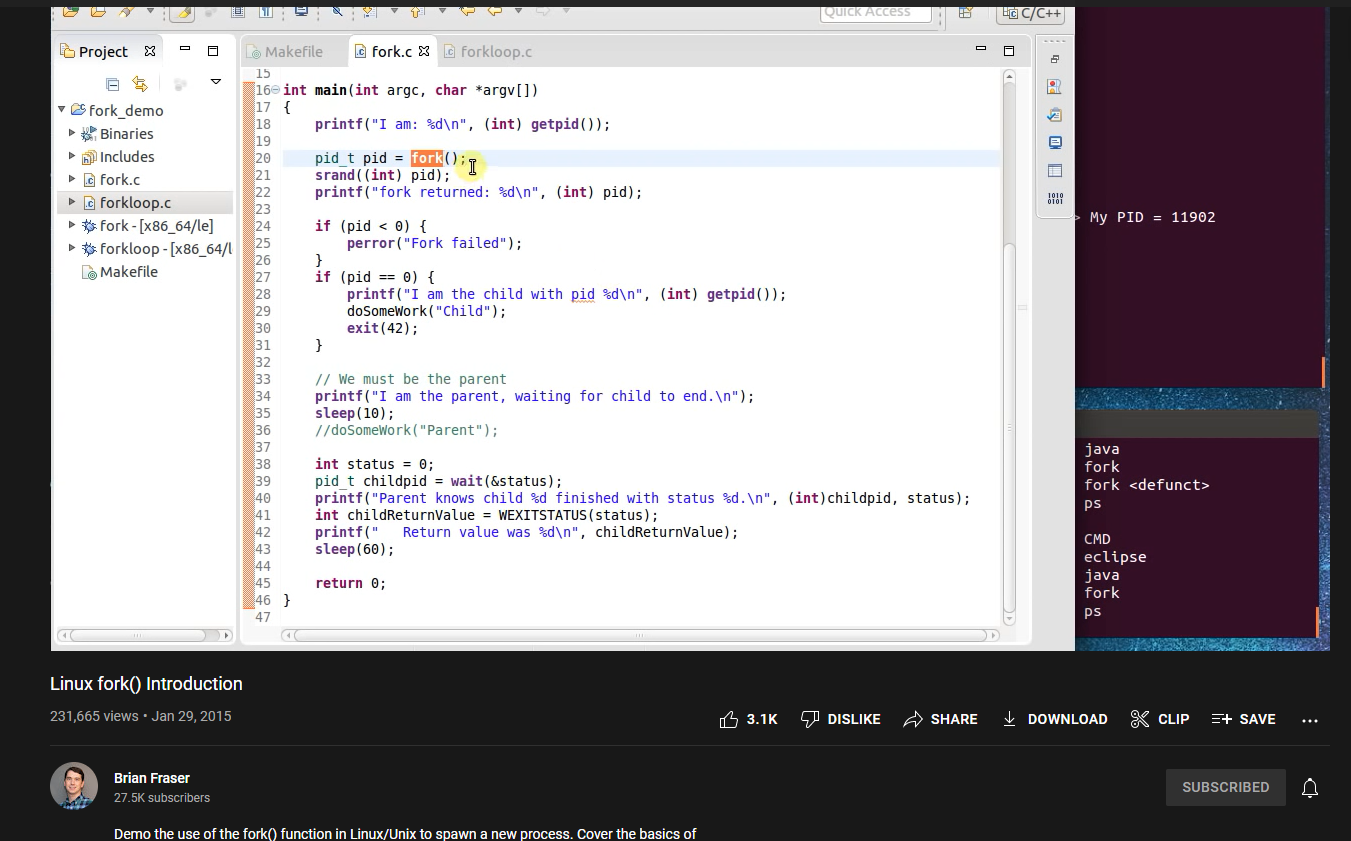 Quick Access
C/C++
Project
Makefile
fork.c
forkloop.c
fork_demo
Binaries
Includes
fork.c
forkloop.c
fork - [x86_64/le]
forkloop - [x86_64/l
Makefile
15
16 int main(int argc, char *argv[])
17 {
18 printf("I am: %d\n", (int) getpid());
19
20 pid_t pid = fork();
21 srand((int) pid);
22 printf("fork returned: %d\n", (int) pid);
23
24 if (pid < 0) {
25 perror("Fork failed");
26 }
27 if (pid == 0) {
28 printf("I am the child with pid %d\n", (int) getpid());
29 doSomeWork("Child");
30 exit(42);
31 }
32
33 // We must be the parent
34 printf("I am the parent, waiting for child to end.\n");
35 sleep(10);
36 //doSomeWork("Parent");
37
38 int status = 0;
39 pid_t childpid = wait(&status);
40 printf("Parent knows child %d finished with status %d.\n", (int)childpid, status);
41 int childReturnValue = WEXITSTATUS(status);
42 printf("   Return value was %d\n", childReturnValue);
43 sleep(60);
44
45 return 0;
46 }
47
0101
0101
> My PID = 11902
java
fork
fork <defunct>
ps
CMD
eclipse
java
fork
ps
Linux fork() Introduction
231,665 views • Jan 29, 2015
3.1K
DISLIKE
SHARE
DOWNLOAD
CLIP
SAVE
Brian Fraser
27.5K subscribers
SUBSCRIBED
Demo the use of the fork() function in Linux/Unix to spawn a new process. Cover the basics of